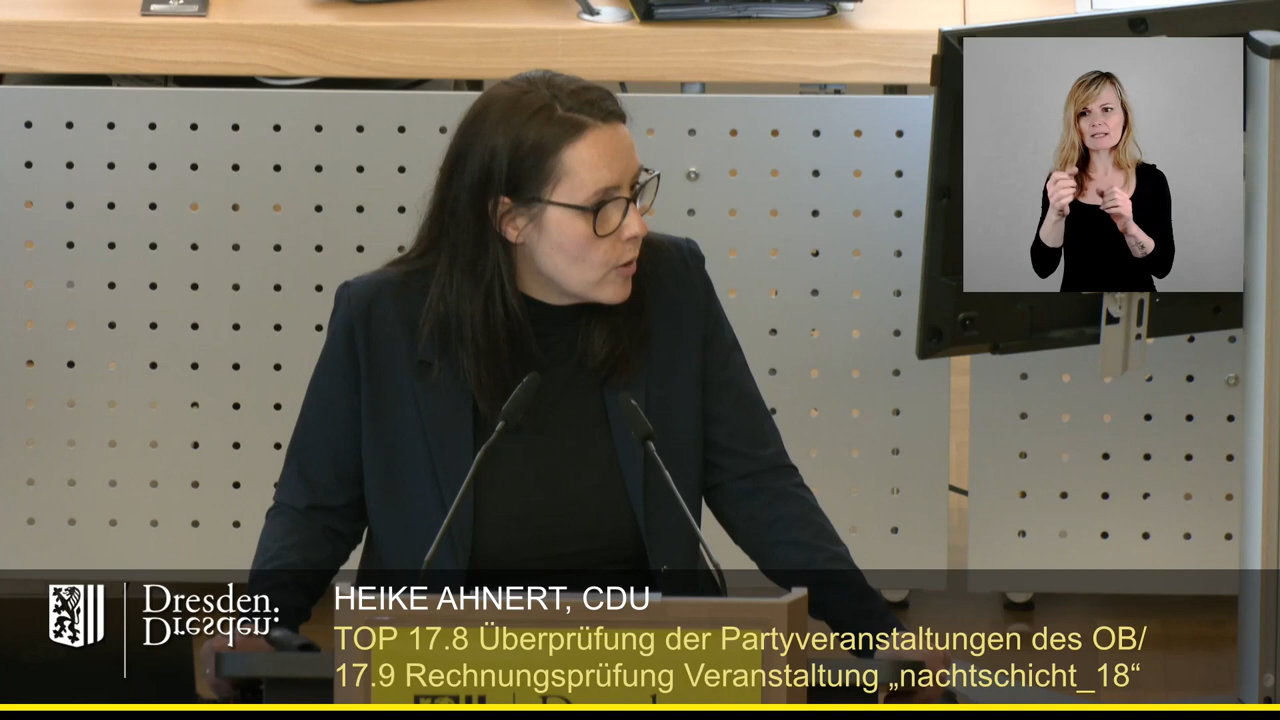 Dresden.
Dresden.
HEIKE AHNERT, CDU
TOP 17.8 Überprüfung der Partyveranstaltungen des OB/
17.9 Rechnungsprüfung Veranstaltung „nachtschicht_18“